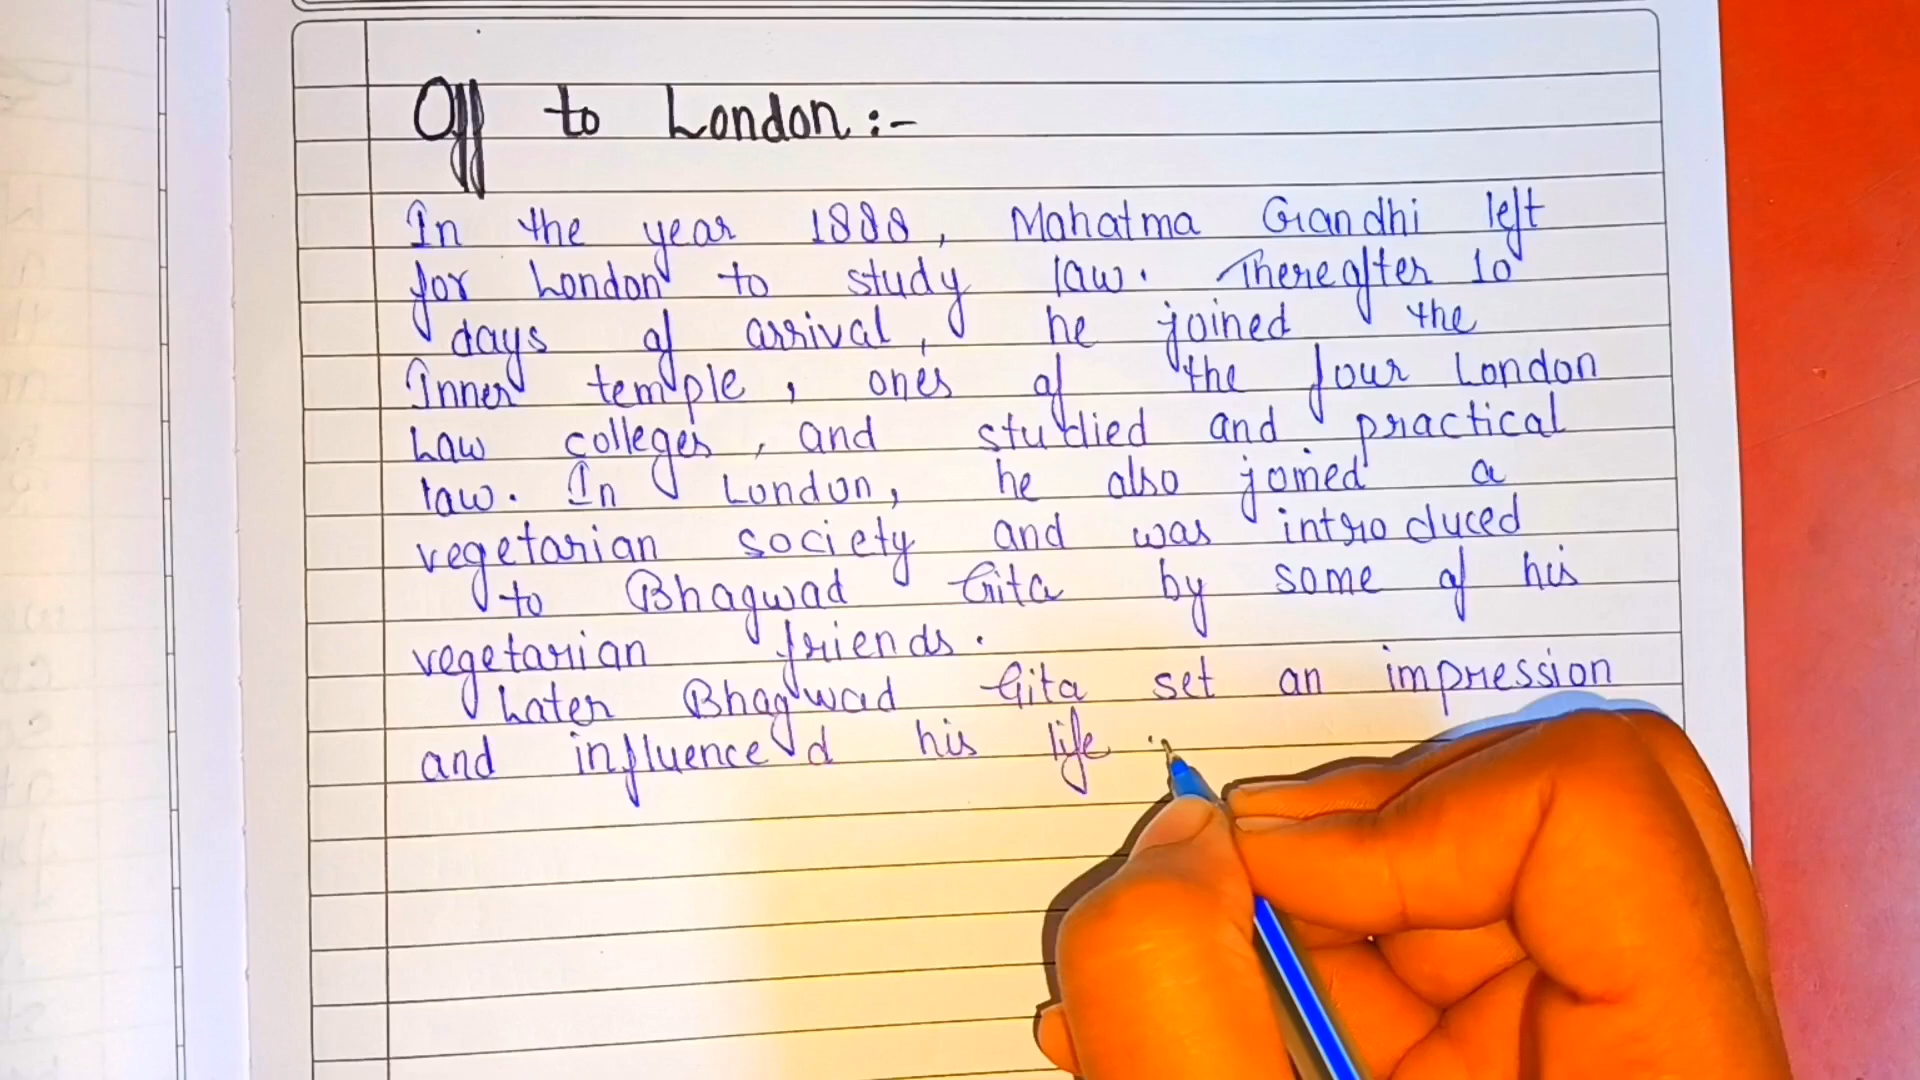 Off to London:-
In the year 1888, Mahatma Gandhi left
for London to study law. Thereafter 10
days of arrival, he joined the
Inner temple, ones of the four London
Law colleges, and studied and practical
law. In London, he also joined a
vegetarian society and was introduced
to Bhagwad Gita by some of his
vegetarian friends.
Later Bhagwad Gita set an impression
and influenced his life.